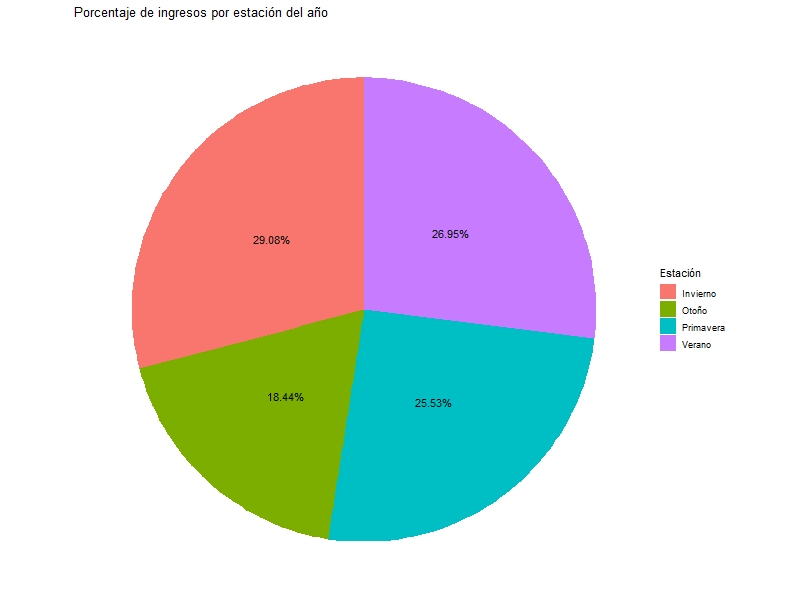 Porcentaje de ingresos por estación del año
29.08%
26.95%
18.44%
25.53%
Estación
Invierno
Otoño
Primavera
Verano